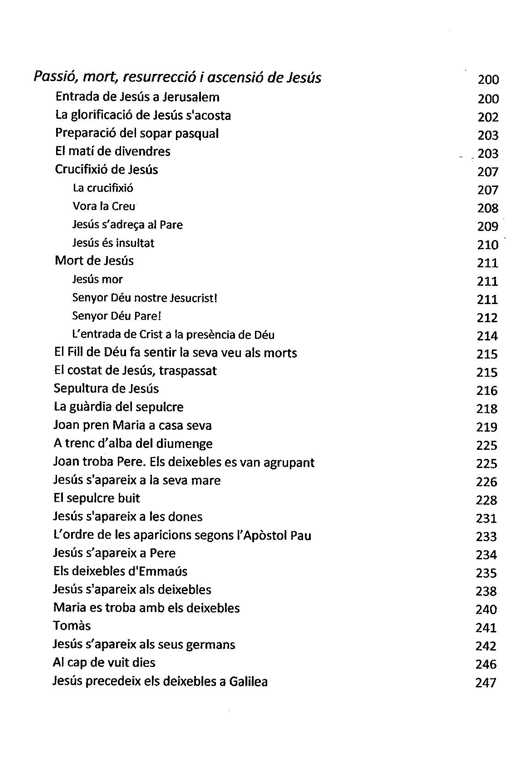 Passió, mort, resurrecció i ascensió de Jesús 200
Entrada de Jesús a Jerusalem 200
La glorificació de Jesús s'acosta 202
Preparació del sopar pasqual 203
El matí de divendres 203
Crucifixió de Jesús 207
La crucifixió 207
Vora la Creu 208
Jesús s'adreça al Pare 209
Jesús és insultat 210
Mort de Jesús 211
Jesús mor 211
Senyor Déu nostre Jesucrist! 211
Senyor Déu Pare! 212
L'entrada de Crist a la presència de Déu 214
El Fill de Déu fa sentir la seva veu als morts 215
El costat de Jesús, traspassat 215
Sepultura de Jesús 216
La guàrdia del sepulcre 218
Joan pren Maria a casa seva 219
A trenc d'alba del diumenge 225
Joan troba Pere. Els deixebles es van agrupant 225
Jesús s'apareix a la seva mare 226
El sepulcre buit 228
Jesús s'apareix a les dones 231
L'ordre de les aparicions segons l'Apòstol Pau 233
Jesús s'apareix a Pere 234
Els deixebles d'Emmaús 235
Jesús s'apareix als deixebles 238
Maria es troba amb els deixebles 240
Tomàs 241
Jesús s'apareix als seus germans 242
Al cap de vuit dies 246
Jesús precedeix els deixebles a Galilea 247